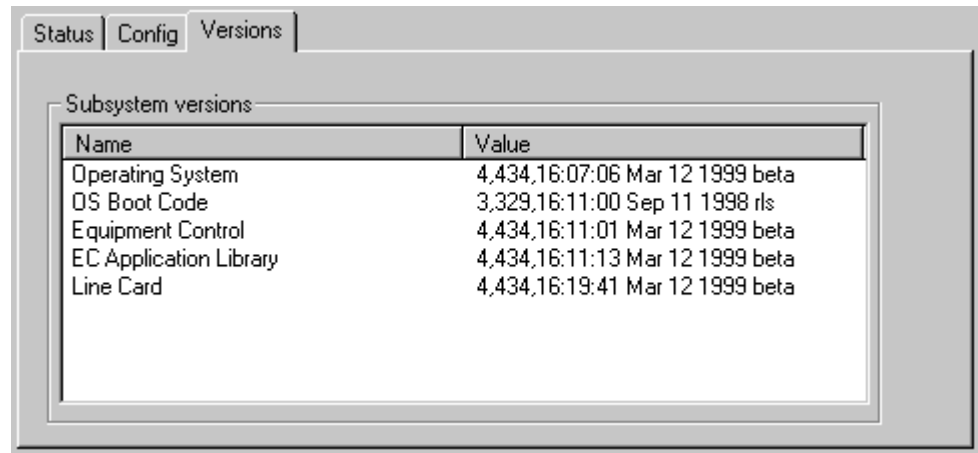 Status Config Versions
Subsystem versions
Name Value
Operating System 4,434,16:07:06 Mar 12 1999 beta
OS Boot Code 3,329,16:11:00 Sep 11 1998 rls
Equipment Control 4,434,16:11:01 Mar 12 1999 beta
EC Application Library 4,434,16:11:13 Mar 12 1999 beta
Line Card 4,434,16:19:41 Mar 12 1999 beta